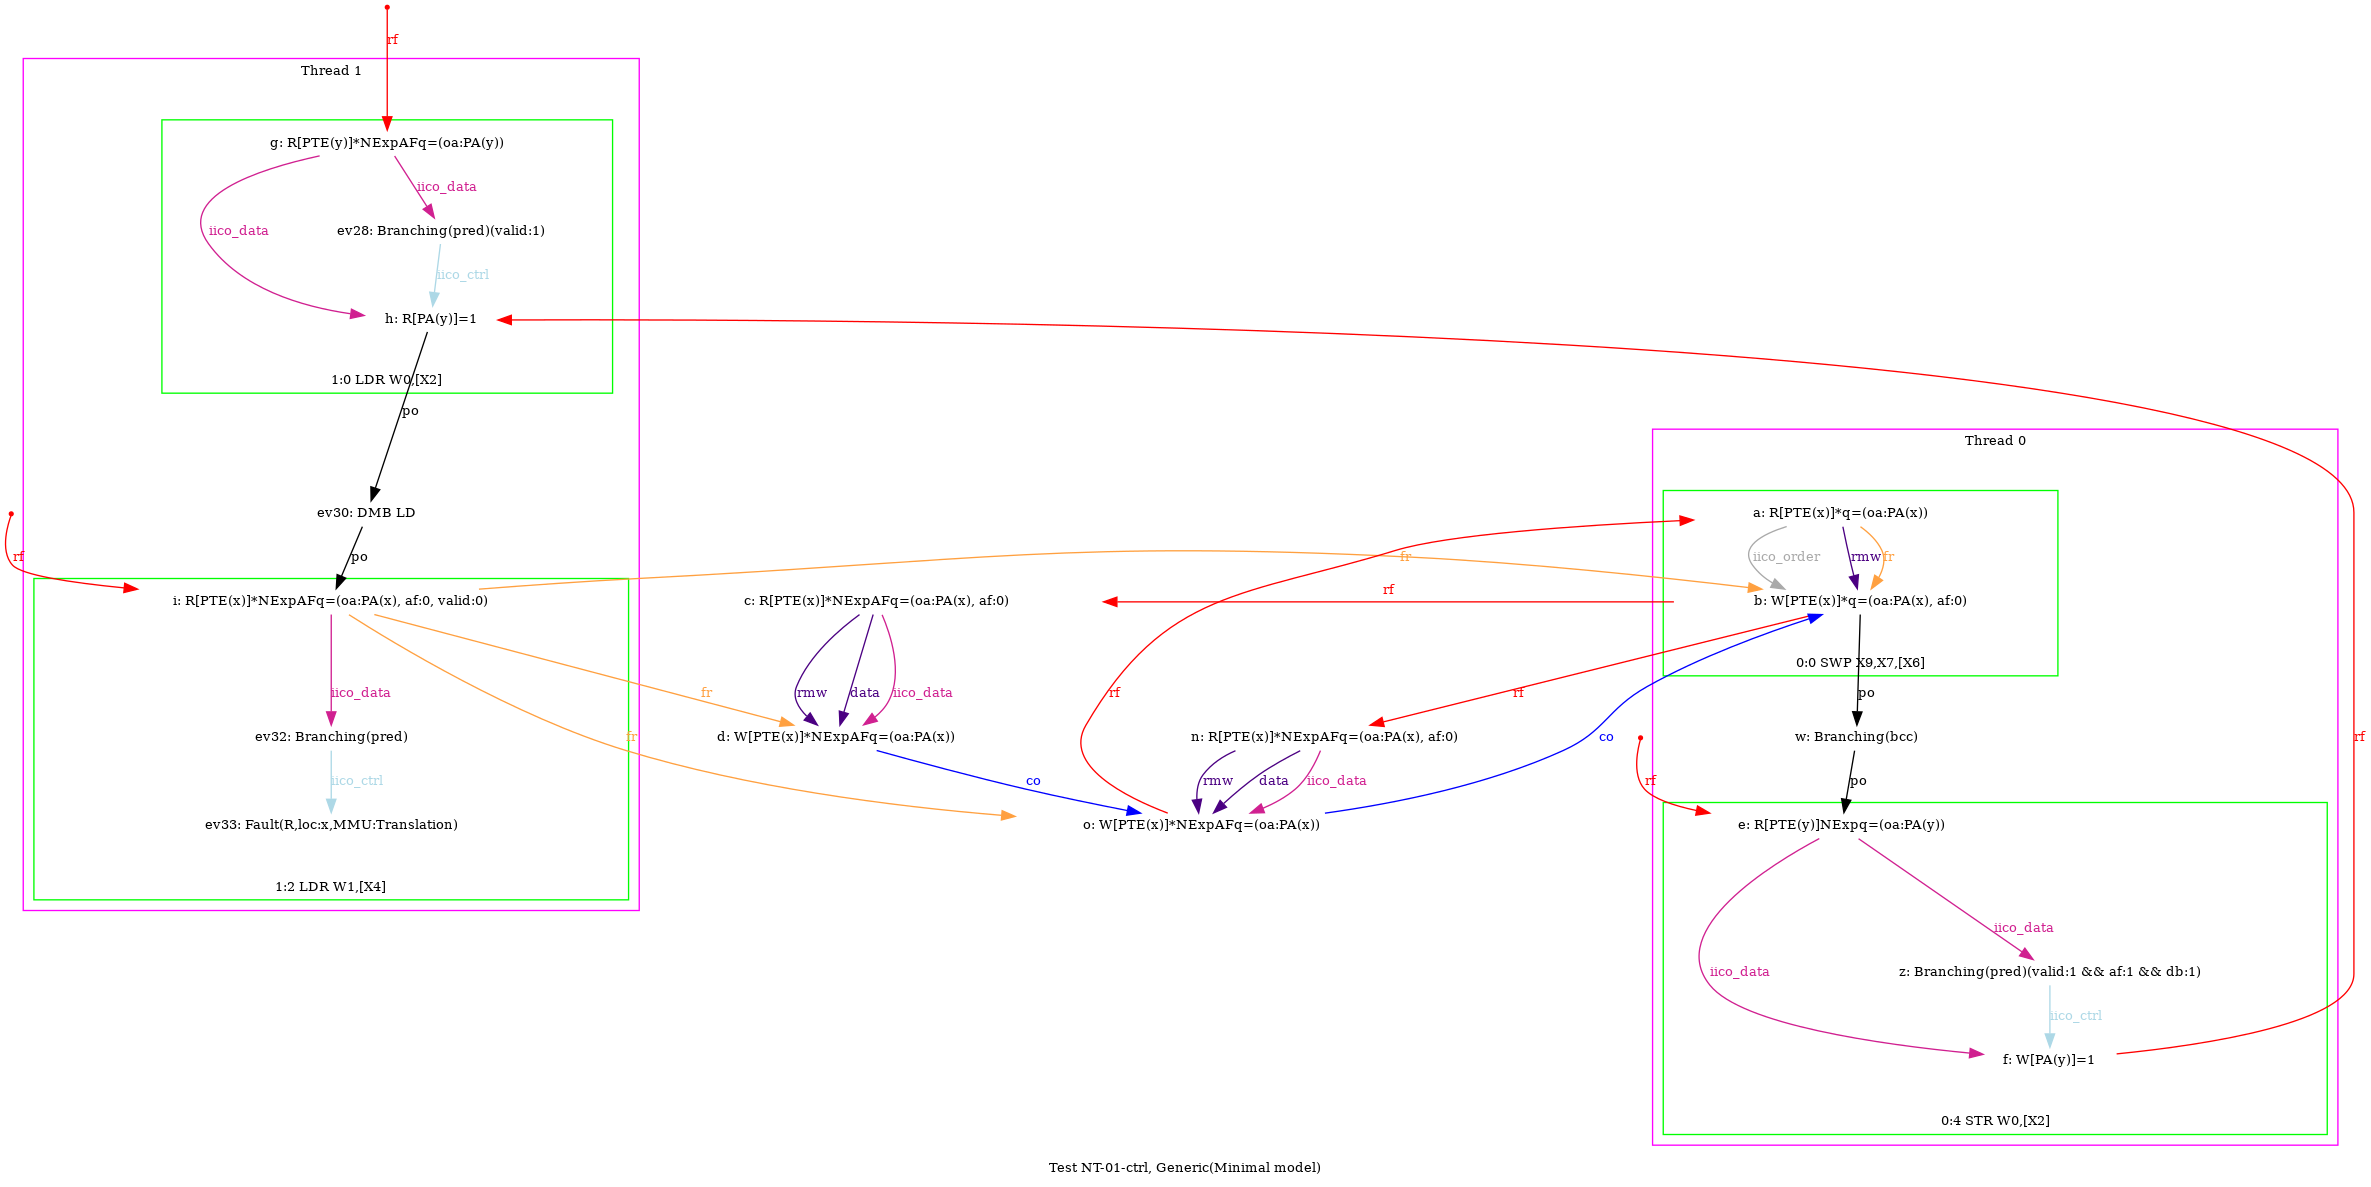 rf
Thread 1
g: R[PTE(y)]*NExpAFq=(oa:PA(y))
iico_data
iico_data
ev28: Branching(pred)(valid:1)
iico_ctrl
h: R[PA(y)]=1
1:0 LDR W0,[X2]
po
Thread 0
ev30: DMB LD
a: R[PTE(x)]*q=(oa:PA(x))
rf
po
fr
iico_order
rmw
fr
i: R[PTE(x)]*NExpAFq=(oa:PA(x), af:0, valid:0)
c: R[PTE(x)]*NExpAFq=(oa:PA(x), af:0)
rf
b: W[PTE(x)]*q=(oa:PA(x), af:0)
0:0 SWP X9,X7,[X6]
iico_data
fr
rmw
data
iico_data
rf
rf
po
ev32: Branching(pred)
fr
d: W[PTE(x)]*NExpAFq=(oa:PA(x))
n: R[PTE(x)]*NExpAFq=(oa:PA(x), af:0)
co
w: Branching(bcc)
rf
iico_ctrl
co
rmw
data
iico_data
rf
po
ev33: Fault(R,loc:x,MMU:Translation)
o: W[PTE(x)]*NExpAFq=(oa:PA(x))
e: R[PTE(y)]NExpq=(oa:PA(y))
1:2 LDR W1,[X4]
iico_data
iico_data
z: Branching(pred)(valid:1 && af:1 && db:1)
iico_ctrl
f: W[PA(y)]=1
0:4 STR W0,[X2]
Test NT-01-ctrl, Generic(Minimal model)